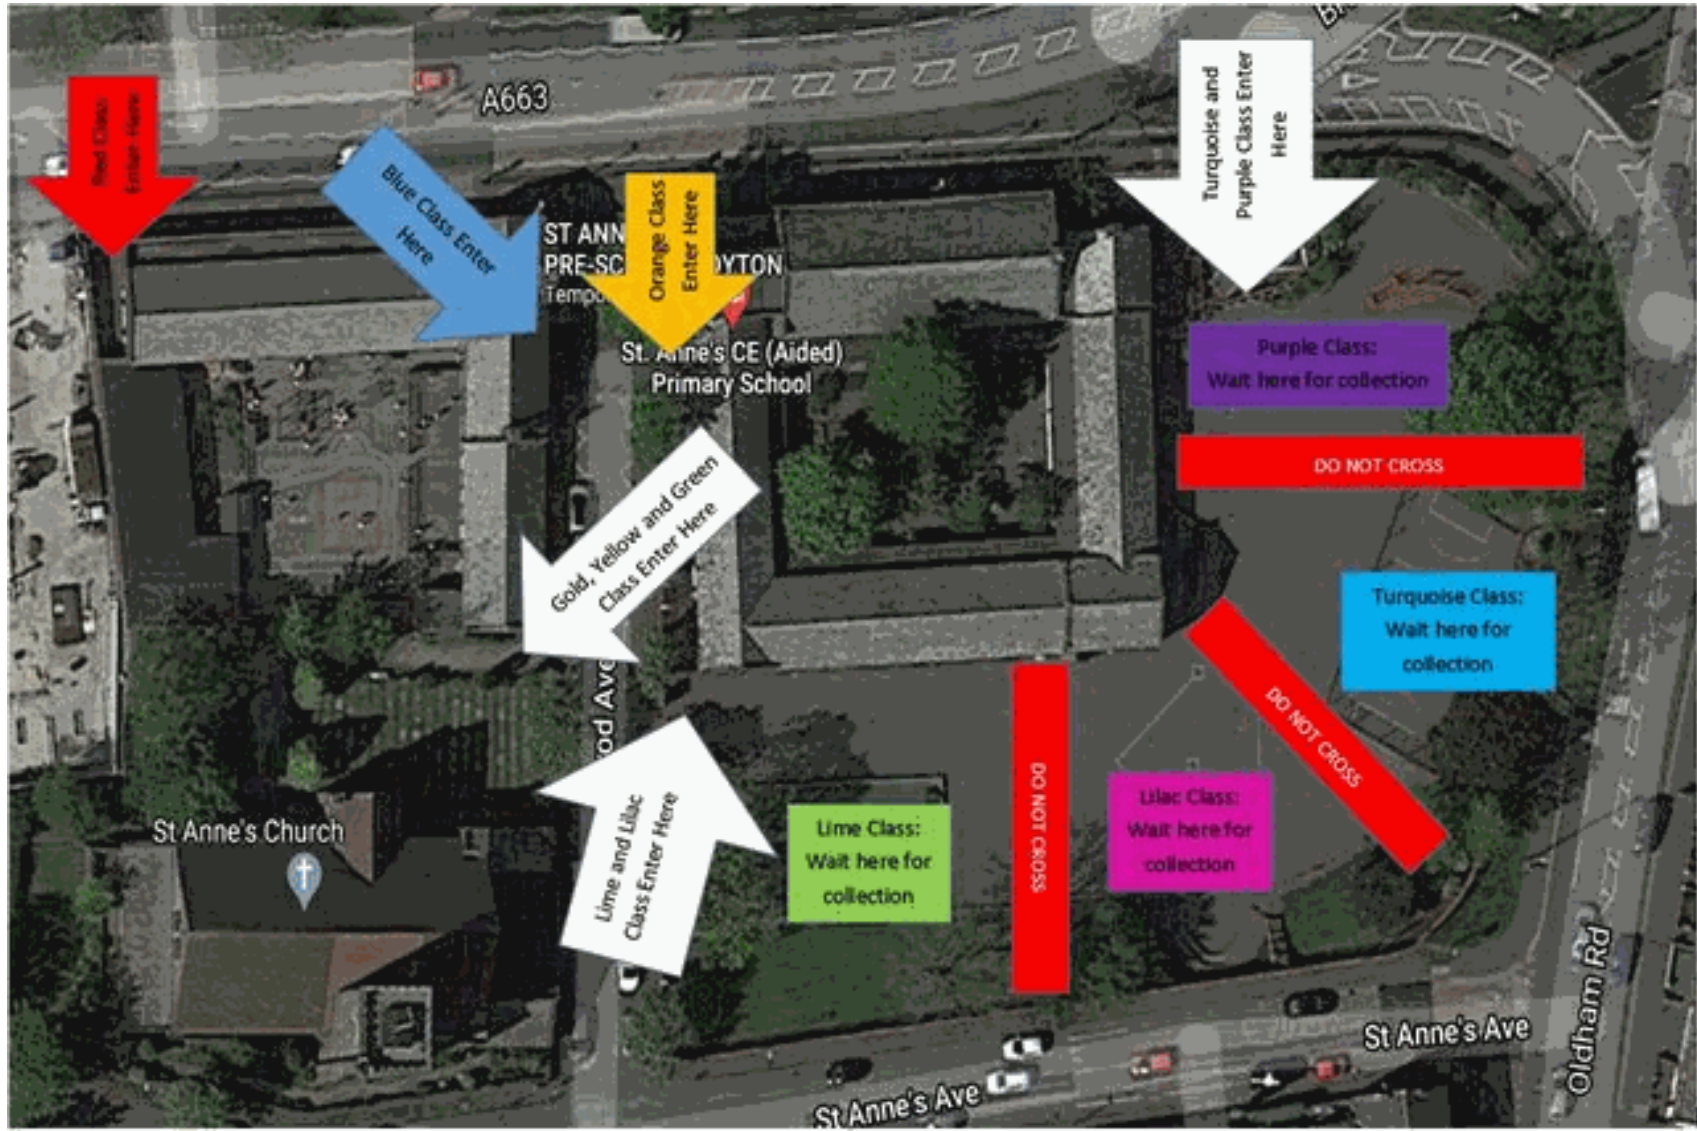 A663
Red Class
Enter Here
Blue Class Enter
Here
ST ANN
PRE-SC OYTON
Tempo
Orange Class
Enter Here
St. Anne's CE (Aided)
Primary School
Turquoise and
Purple Class Enter
Here
Purple Class:
Wait here for collection
DO NOT CROSS
Gold, Yellow and Green
Class Enter Here
Turquoise Class:
Wait here for
collection
DO NOT CROSS
od Ave
Lime and Lilac
Class Enter Here
Lime Class:
Wait here for
collection
DO NOT CROSS
Lilac Class:
Wait here for
collection
St Anne's Church
St Anne's Ave
St Anne's Ave
Oldham Rd